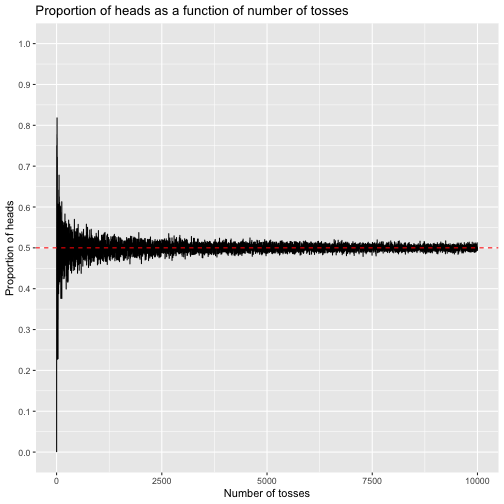 Proportion of heads as a function of number of tosses
Proportion of heads
1.0
0.9
0.8
0.7
0.6
0.5
0.4
0.3
0.2
0.1
0.0
0 2500 5000 7500 10000
Number of tosses